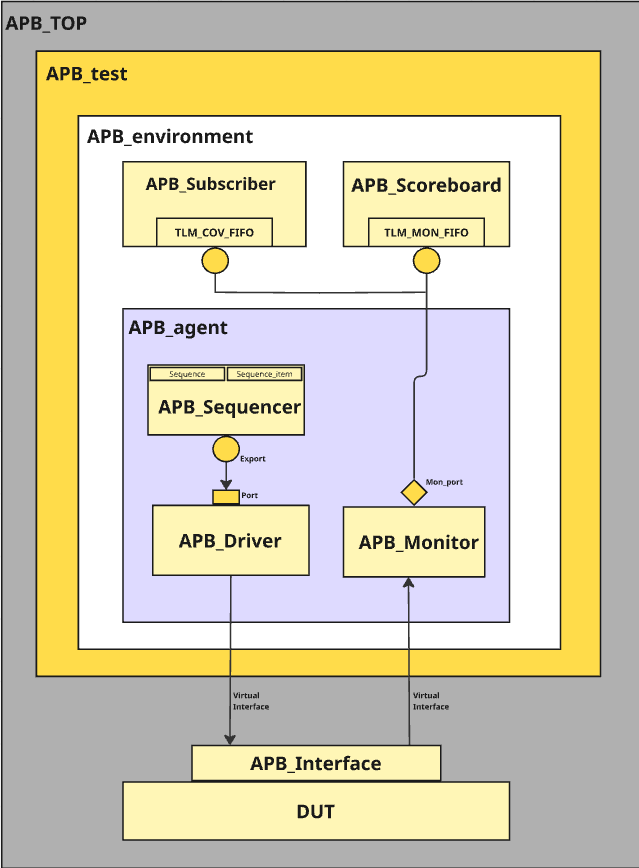 APB_TOP
APB_test
APB_environment
APB_Subscriber
APB_Scoreboard
TLM_COV_FIFO
TLM_MON_FIFO
APB_agent
Sequence
Sequence_item
APB_Sequencer
Export
Mon_port
Port
APB_Driver
APB_Monitor
Virtual
Interface
Virtual
Interface
APB_Interface
DUT